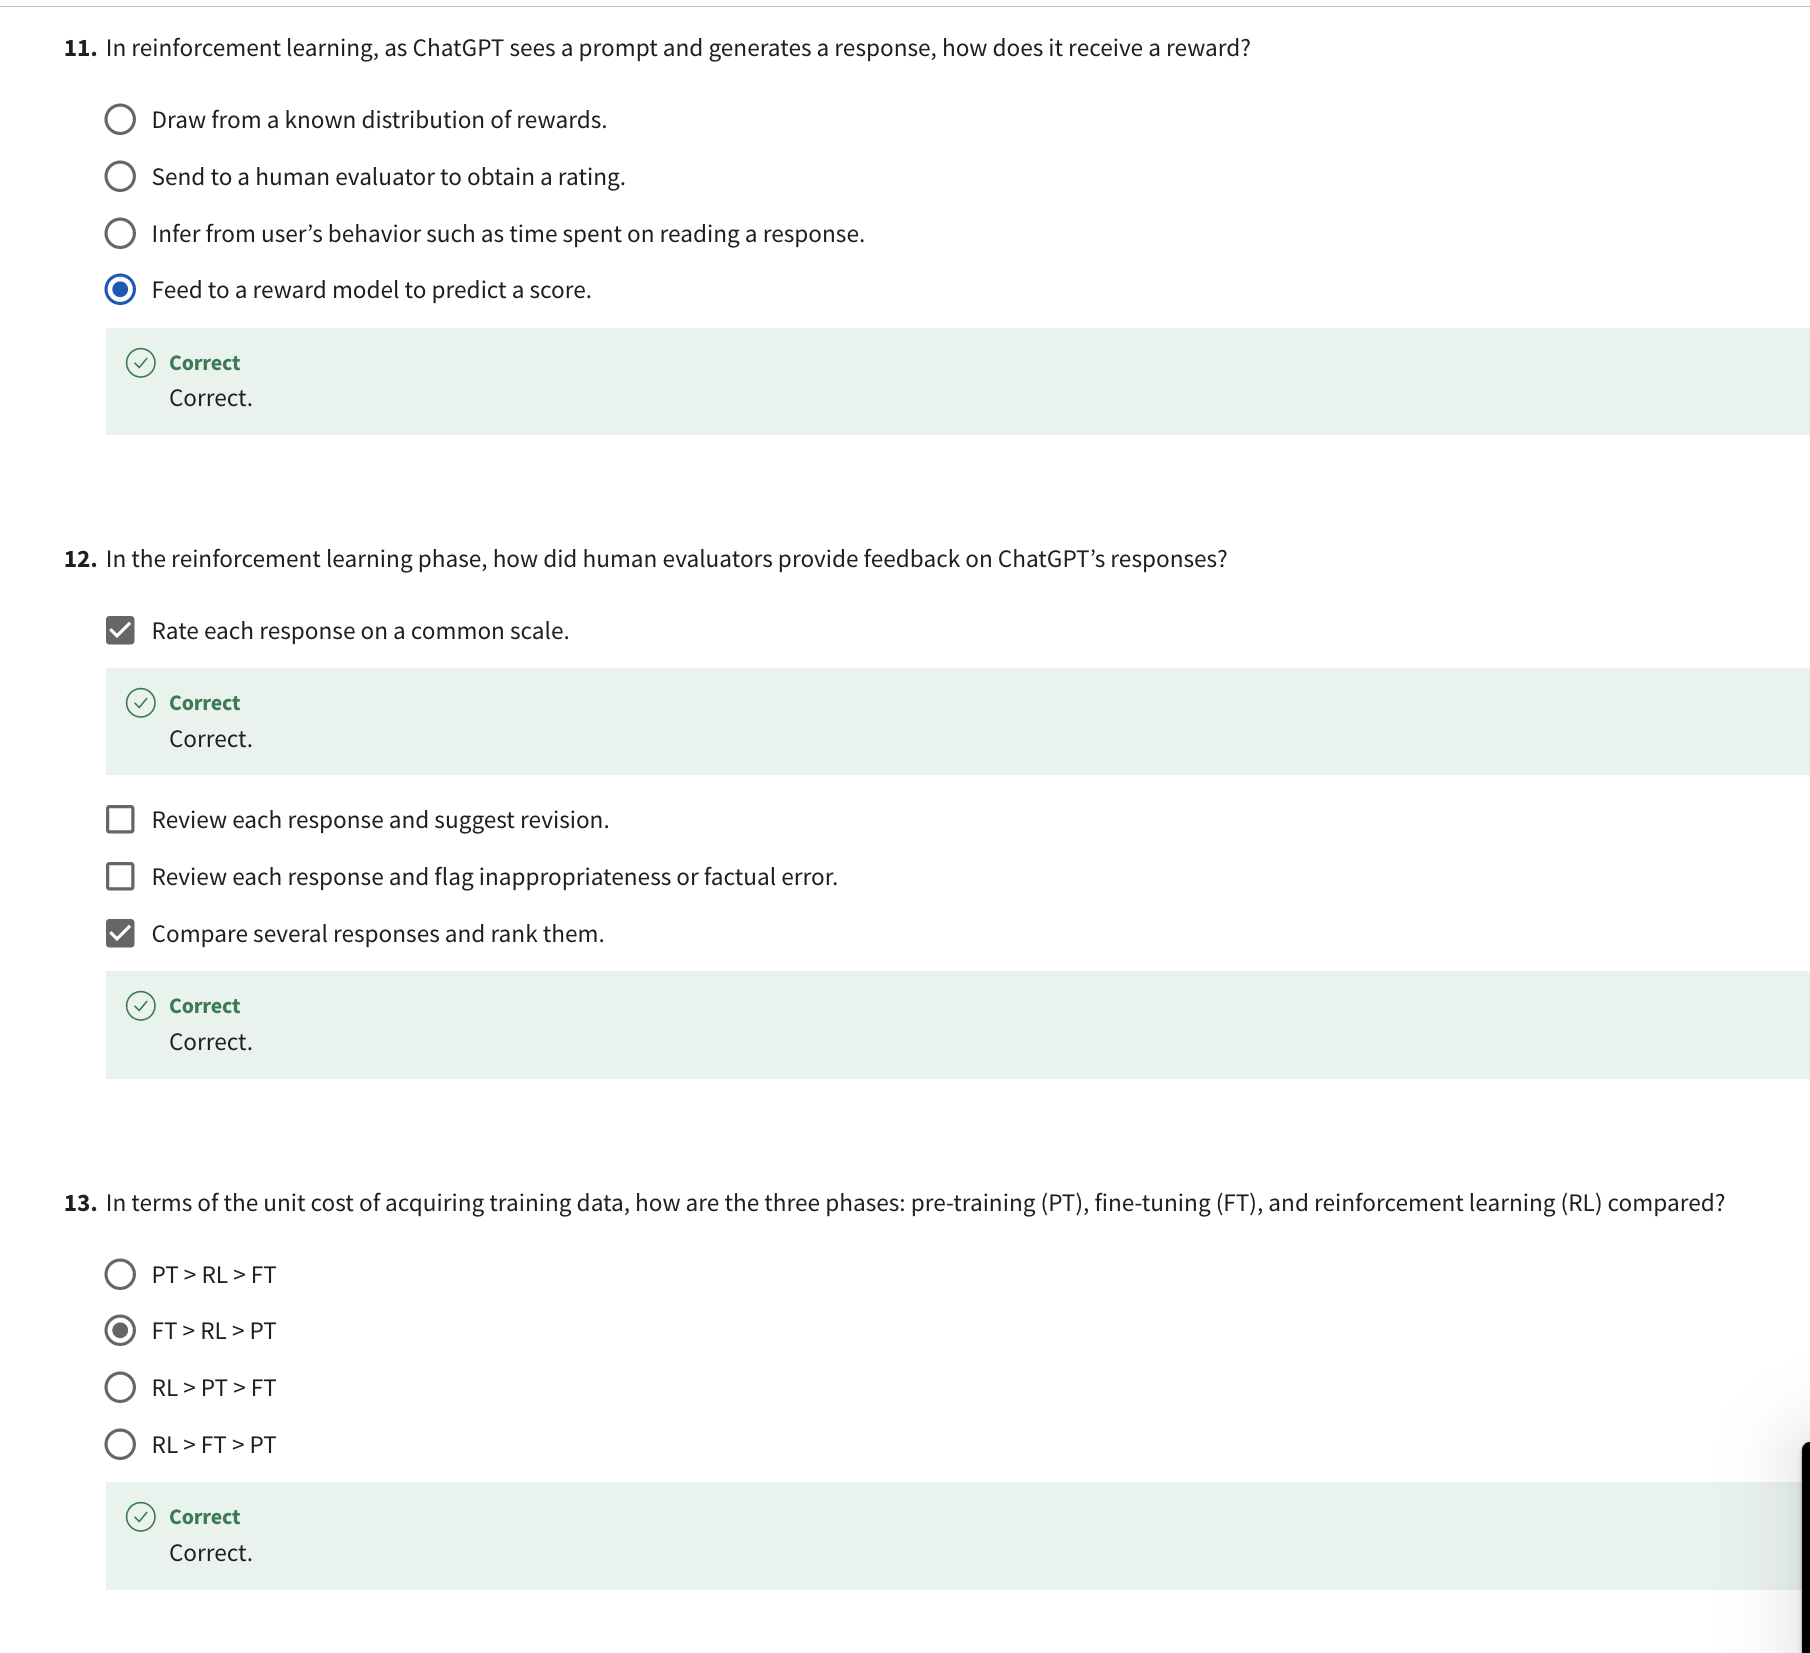 11. In reinforcement learning, as ChatGPT sees a prompt and generates a response, how does it receive a reward?
Draw from a known distribution of rewards.
Send to a human evaluator to obtain a rating.
Infer from user’s behavior such as time spent on reading a response.
Feed to a reward model to predict a score.
Correct
Correct.
12. In the reinforcement learning phase, how did human evaluators provide feedback on ChatGPT’s responses?
Rate each response on a common scale.
Correct
Correct.
Review each response and suggest revision.
Review each response and flag inappropriateness or factual error.
Compare several responses and rank them.
Correct
Correct.
13. In terms of the unit cost of acquiring training data, how are the three phases: pre-training (PT), fine-tuning (FT), and reinforcement learning (RL) compared?
PT > RL > FT
FT > RL > PT
RL > PT > FT
RL > FT > PT
Correct
Correct.